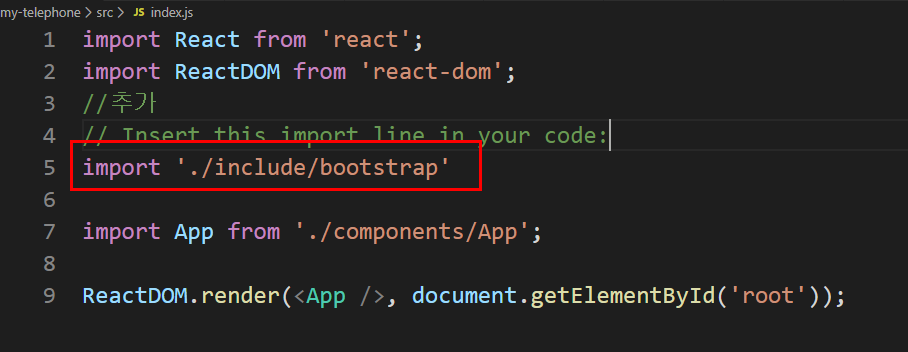 my-telephone > src > JS index.js
1 import React from 'react';
2 import ReactDOM from 'react-dom';
3 //추가
4 // Insert this import line in your code:
5 import './include/bootstrap'
6
7 import App from './components/App';
8
9 ReactDOM.render(<App />, document.getElementById('root'));